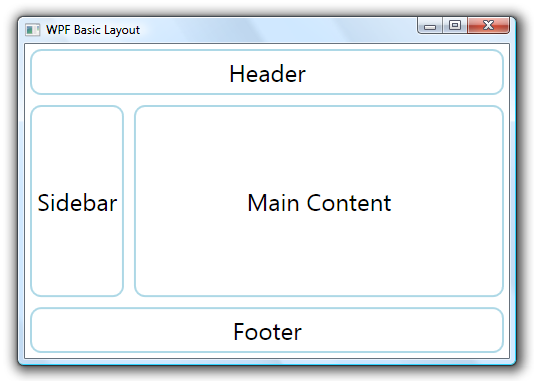 WPF Basic Layout
Header
Sidebar
Main Content
Footer